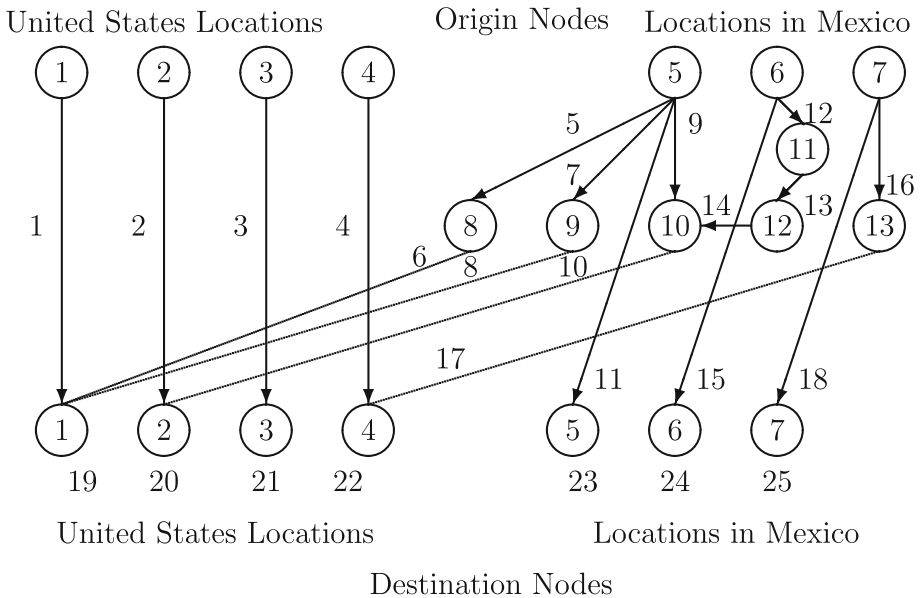 United States Locations Origin Nodes Locations in Mexico
1 2 3 4 5 6 7
12
5 9
11
7
16
14 13
1 2 3 4 8 9 10 12 13
6 8 10
17
11 15 18
1 2 3 4 5 6 7
19 20 21 22 23 24 25
United States Locations Locations in Mexico
Destination Nodes